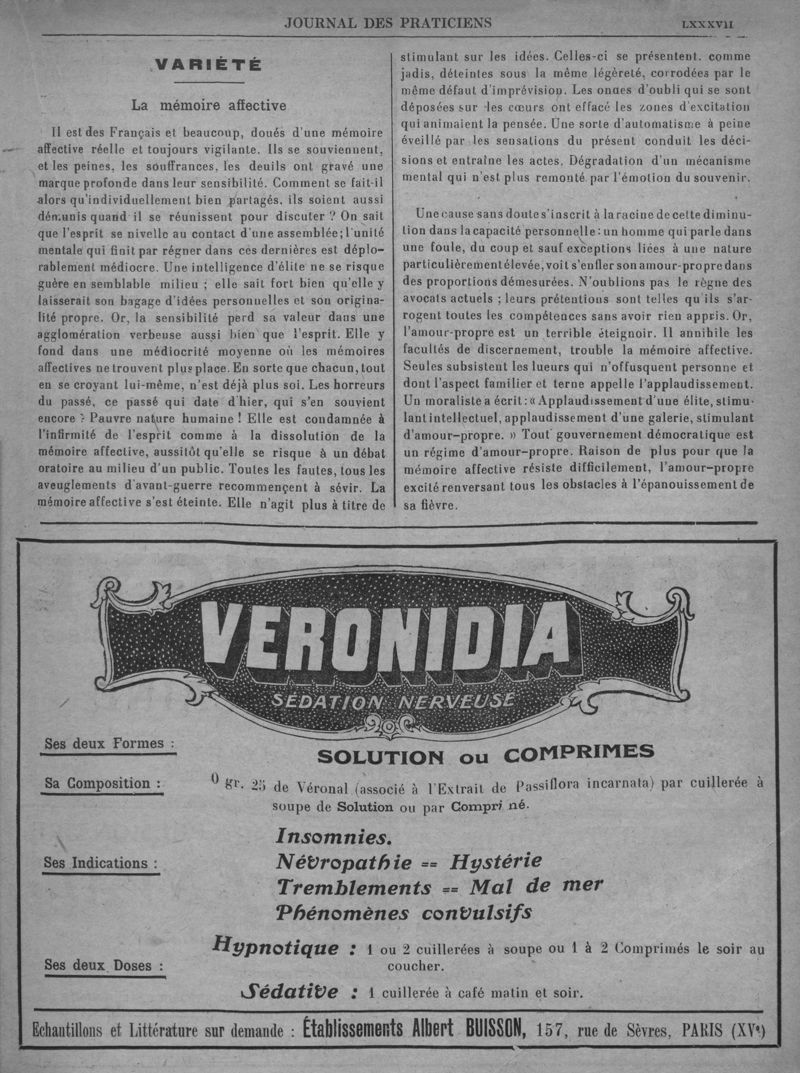 JOURNAL DES PRATICIENS
LXXXVII
VARIÉTÉ
La mémoire affective
Il est des Français et beaucoup, doués d'une mémoire
affective réelle et toujours vigilante. Ils se souviennent,
et les peines, les souffrances, les deuils ont gravé une
marque profonde dans leur sensibilité. Comment se fait-il
alors qu'individuellement bien partagés, ils soient aussi
démunis quand il se réunissent pour discuter ? On sait
que l'esprit se nivelle au contact d'une assemblée; l'unité
mentale qui finit par régner dans ces dernières est déplo-
rablement médiocre. Une intelligence d'élite ne se risque
guère en semblable milieu ; elle sait fort bien qu'elle y
laisserait son bagage d'idées personnelles et son origina-
lité propre. Or, la sensibilité perd sa valeur dans une
agglomération verbeuse aussi bien que l'esprit. Elle y
fond dans une médiocrité moyenne où les mémoires
affectives ne trouvent plus place. En sorte que chacun, tout
en se croyant lui-même, n'est déjà plus soi. Les horreurs
du passé, ce passé qui date d'hier, qui s'en souvient
encore ? Pauvre nature humaine ! Elle est condamnée à
l'infirmité de l'esprit comme à la dissolution de la
mémoire affective, aussitôt qu'elle se risque à un débat
oratoire au milieu d'un public. Toutes les fautes, tous les
aveuglements d'avant-guerre recommençent à sévir. La
mémoire affective s'est éteinte. Elle n'agit plus à titre de
stimulant sur les idées. Celles-ci se présentent, comme
jadis, déteintes sous la même légèreté, corrodées par le
même défaut d'imprévision. Les ondes d'oubli qui se sont
déposées sur les cœurs ont effacé les zones d'excitation
qui animaient la pensée. Une sorte d'automatisme à peine
éveillé par les sensations du présent conduit les déci-
sions et entraîne les actes. Dégradation d'un mécanisme
mental qui n'est plus remonté par l'émotion du souvenir.
Une cause sans doute s'inscrit à la racine de cette diminu-
tion dans la capacité personnelle : un homme qui parle dans
une foule, du coup et sauf exceptions liées à une nature
particulièrement élevée, voit s'enfler son amour-propre dans
des proportions démesurées. N'oublions pas le règne des
avocats actuels ; leurs prétentions sont telles qu'ils s'ar-
rogent toutes les compétences sans avoir rien appris. Or,
l'amour-propre est un terrible éteignoir. Il annihile les
facultés de discernement, trouble la mémoire affective.
Seules subsistent les lueurs qui n'offusquent personne et
dont l'aspect familier et terne appelle l'applaudissement.
Un moraliste a écrit : « Applaudissement d'une élite, stimu-
lant intellectuel, applaudissement d'une galerie, stimulant
d'amour-propre. » Tout gouvernement démocratique est
un régime d'amour-propre. Raison de plus pour que la
mémoire affective résiste difficilement, l'amour-propre
excité renversant tous les obstacles à l'épanouissement de
sa fièvre.
VERONIDIA
SÉDATION NERVEUSE
Ses deux Formes :
SOLUTION ou COMPRIMES
Sa Composition :
0 gr. 25 de Véronal (associé à l'Extrait de Passiflora incarnata) par cuillerée à
soupe de Solution ou par Compri né.
Insomnies.
Ses Indications :
Névropathie == Hystérie
Tremblements == Mal de mer
Phénomènes convulsifs
Hypnotique : 1 ou 2 cuillerées à soupe ou 1 à 2 Comprimés le soir au
Ses deux Doses :
coucher.
Sédative : 1 cuillerée à café matin et soir.
Echantillons et Littérature sur demande : Établissements Albert BUISSON, 157, rue de Sèvres, PARIS (XVe)